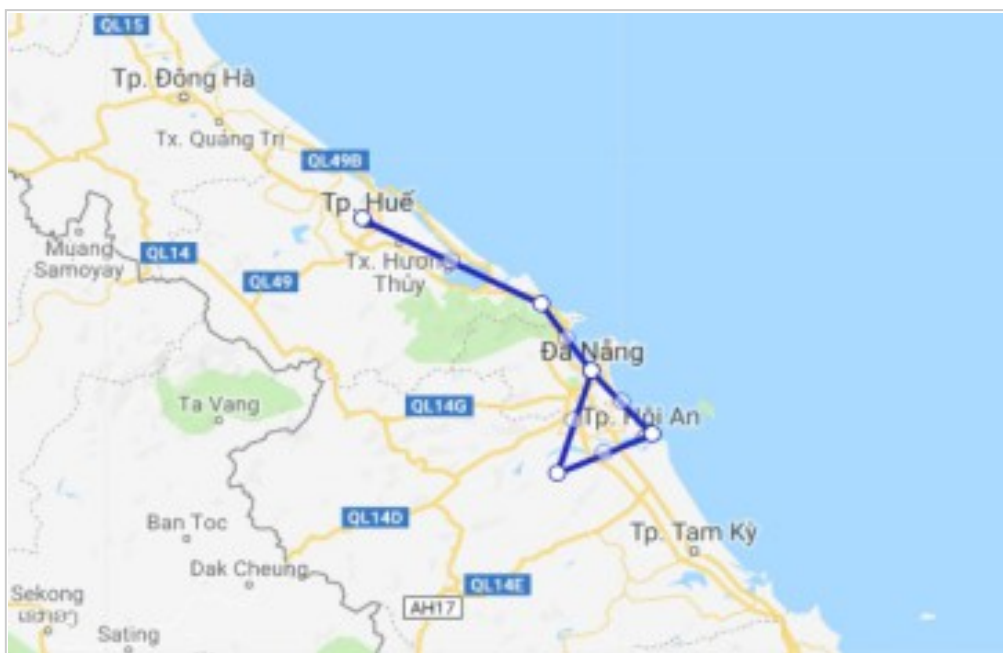 QL15
Tp. Đông Hà
Tx. Quảng Trị
QL49B
Tp. Huế
Muang
Samoyay
QL14
Tx. Hương
Thủy
QL49
Đà Nẵng
Ta Vang
QL14G
Tp. Hội An
QL14D
Ban Toc
Tp. Tam Kỳ
Dak Cheung
QL14E
Sekong
AH17
Sating